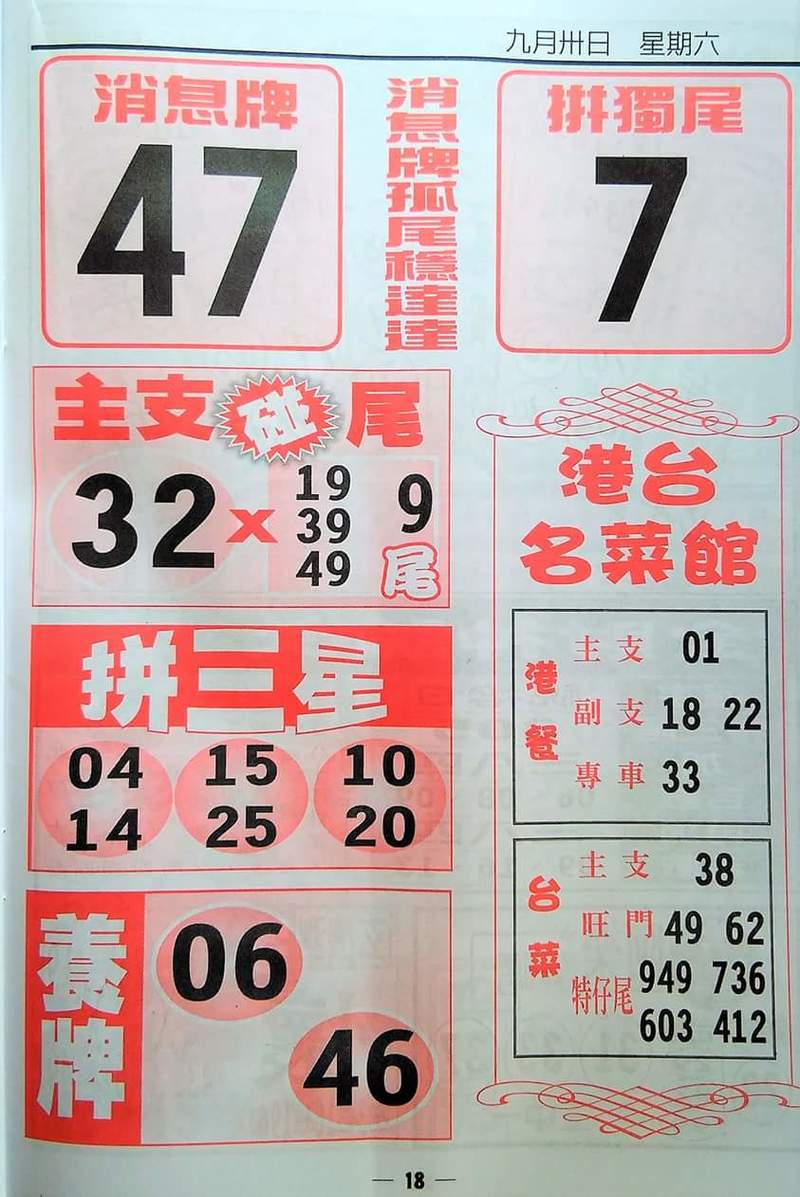 九月卅日 星期六
消息牌
47
消息牌孤尾穩達達
拚獨尾
7
主支碰尾
32 × 19 39 49 9尾
拼三星
04 15 10
14 25 20
養牌
06
46
港台
名菜館
港餐
主支 01
副支 18 22
專車 33
台菜
主支 38
旺門 49 62
特仔尾 949 736
603 412
— 18 —